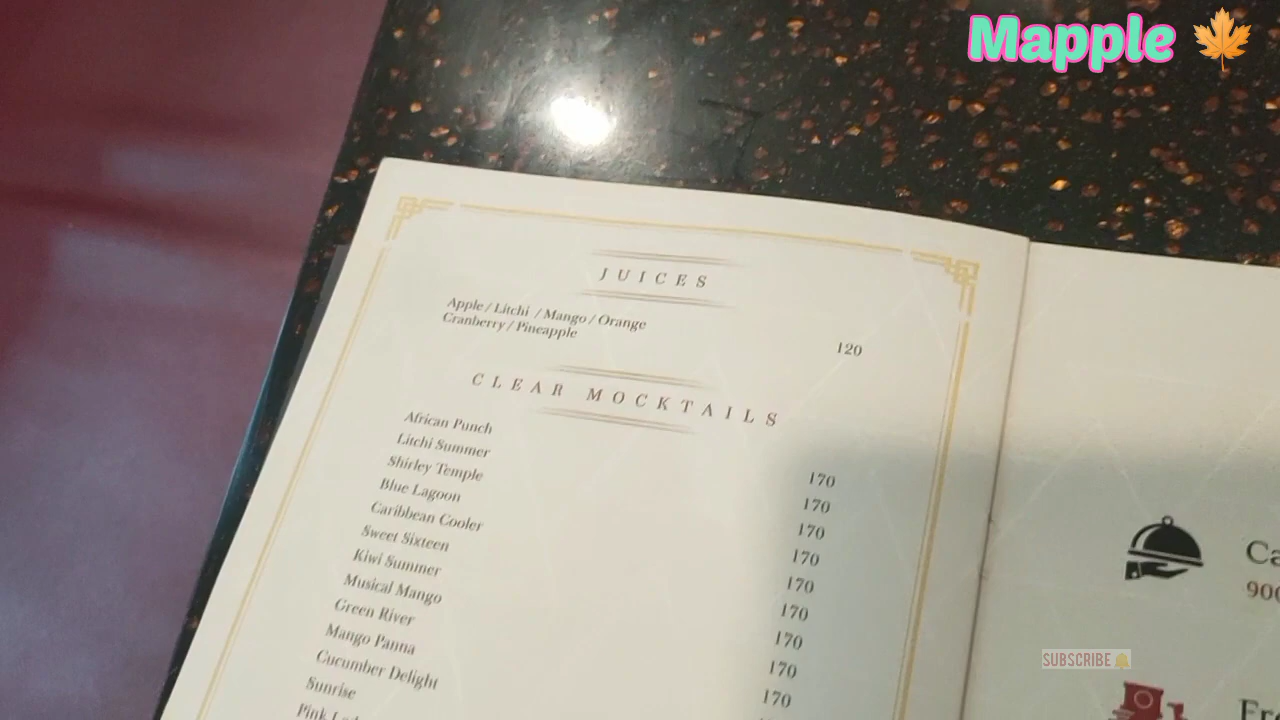 Mapple
JUICES
Apple / Litchi / Mango / Orange
Cranberry / Pineapple
120
CLEAR MOCKTAILS
African Punch 170
Litchi Summer 170
Shirley Temple 170
Blue Lagoon 170
Caribbean Cooler 170
Sweet Sixteen 170
Kiwi Summer 170
Musical Mango 170
Green River 170
Mango Panna
Cucumber Delight
Sunrise
Pink
SUBSCRIBE